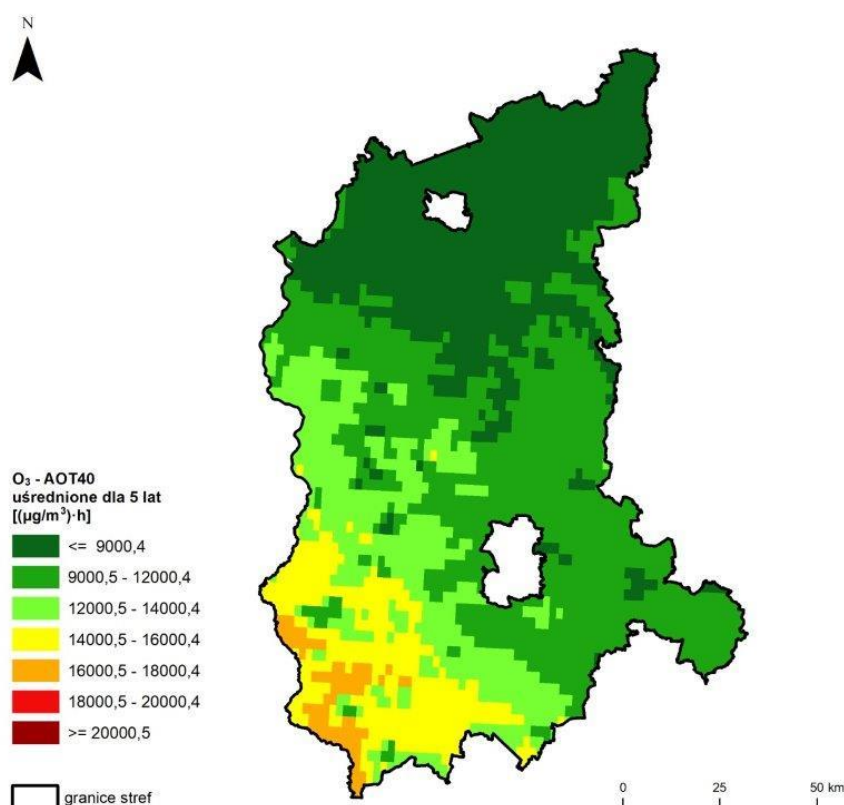 N
O₃ - AOT40
uśrednione dla 5 lat
[(µg/m³)·h]
<= 9000,4
9000,5 - 12000,4
12000,5 - 14000,4
14000,5 - 16000,4
16000,5 - 18000,4
18000,5 - 20000,4
>= 20000,5
granice stref
0 25 50 km